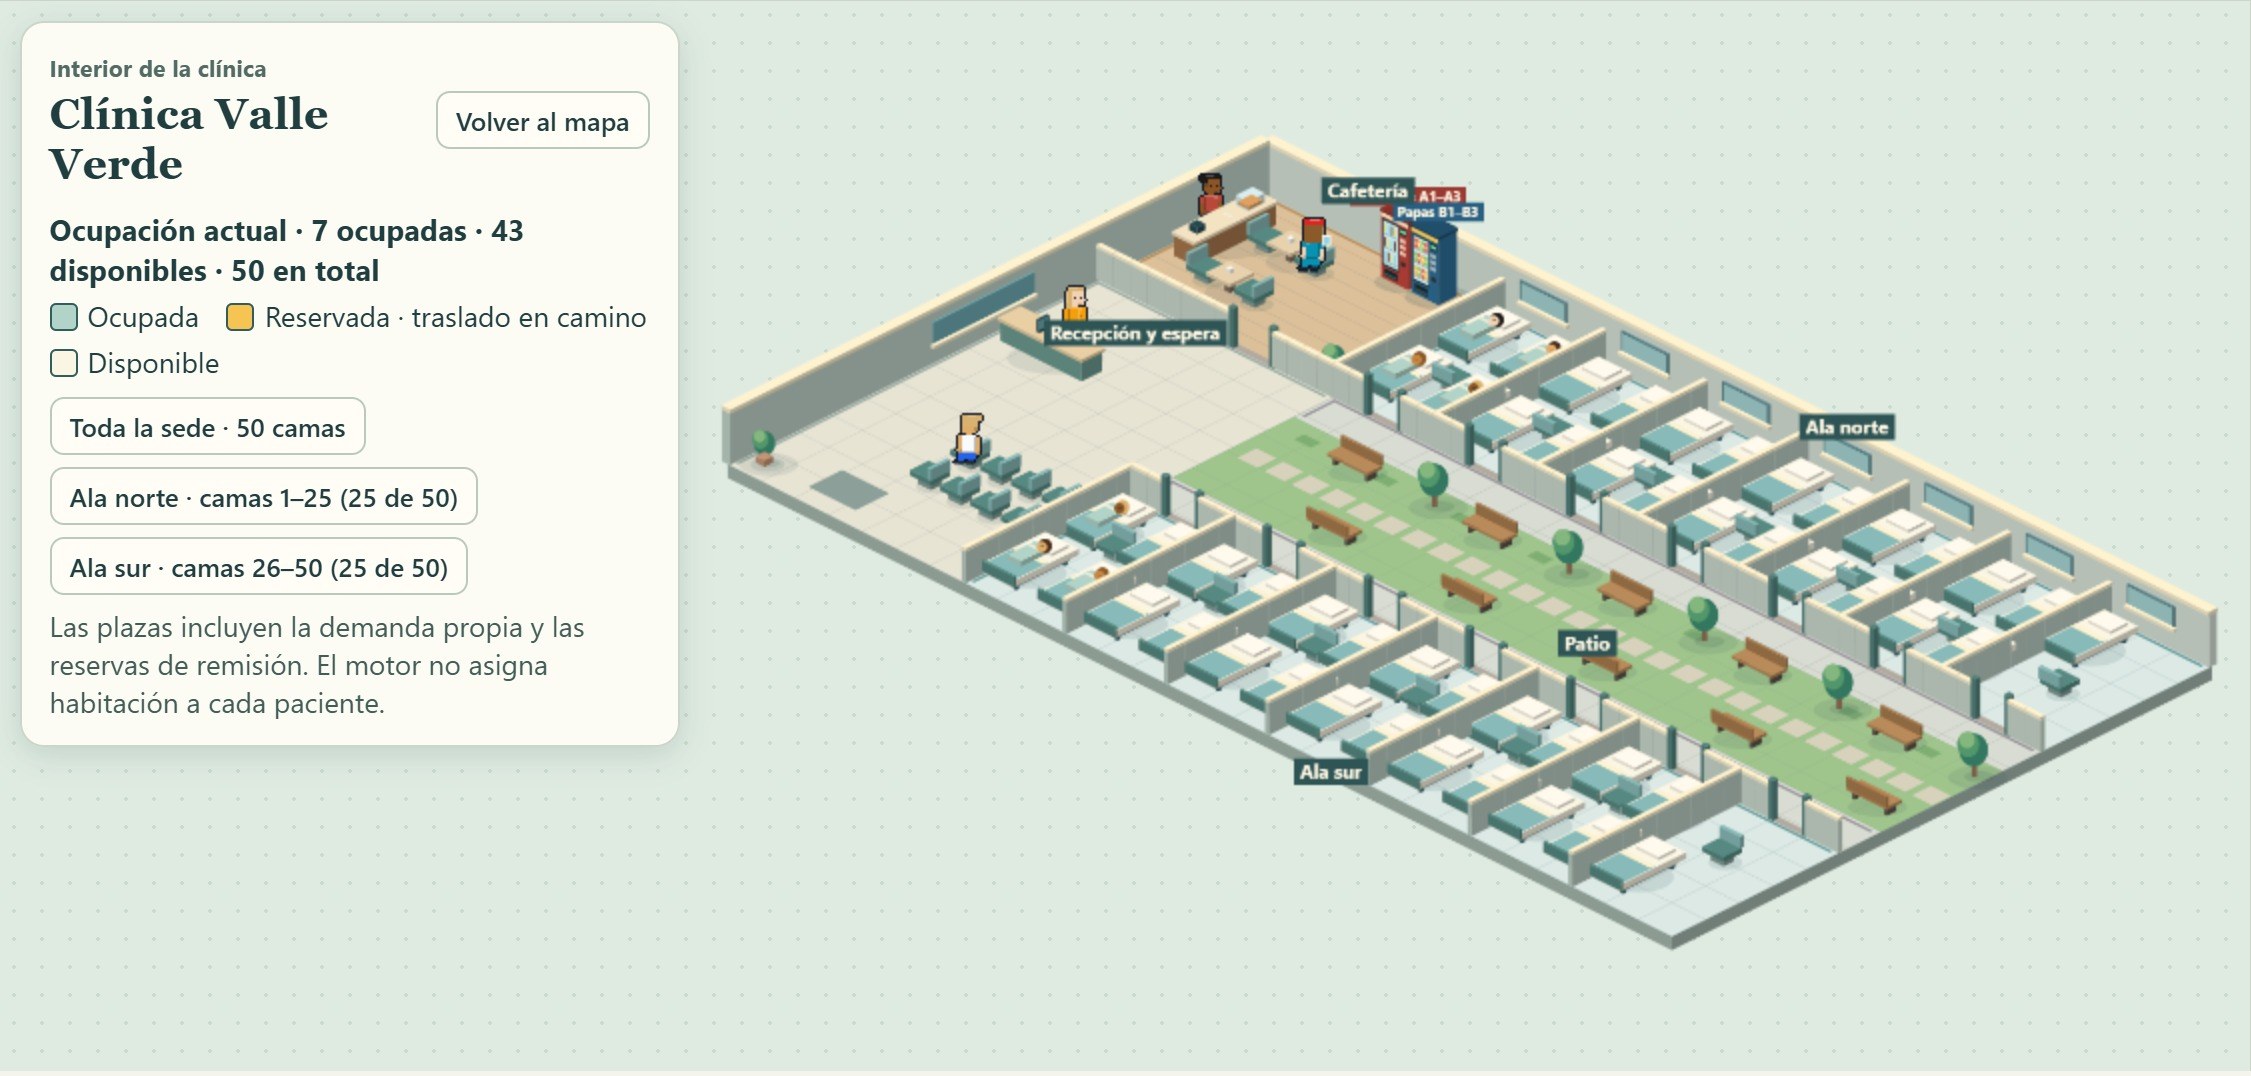 Interior de la clínica
Clínica Valle
Verde
Volver al mapa
Ocupación actual · 7 ocupadas · 43
disponibles · 50 en total
Ocupada
Reservada · traslado en camino
Disponible
Toda la sede · 50 camas
Ala norte · camas 1–25 (25 de 50)
Ala sur · camas 26–50 (25 de 50)
Las plazas incluyen la demanda propia y las
reservas de remisión. El motor no asigna
habitación a cada paciente.
Cafetería
A1–A3
Papas B1–B3
Recepción y espera
Ala norte
Patio
Ala sur